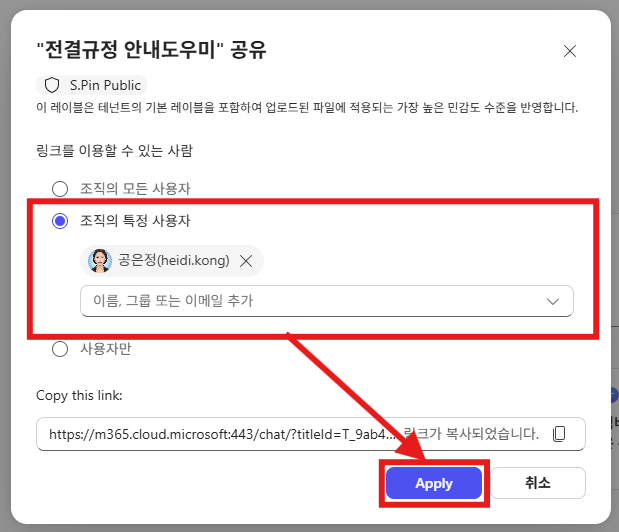 "전결규정 안내도우미" 공유
S.Pin Public
이 레이블은 테넌트의 기본 레이블을 포함하여 업로드된 파일에 적용되는 가장 높은 민감도 수준을 반영합니다.
링크를 이용할 수 있는 사람
조직의 모든 사용자
조직의 특정 사용자
공은정(heidi.kong)
이름, 그룹 또는 이메일 추가
사용자만
Copy this link:
https://m365.cloud.microsoft:443/chat/?titleId=T_9ab4... 링크가 복사되었습니다.
Apply 취소